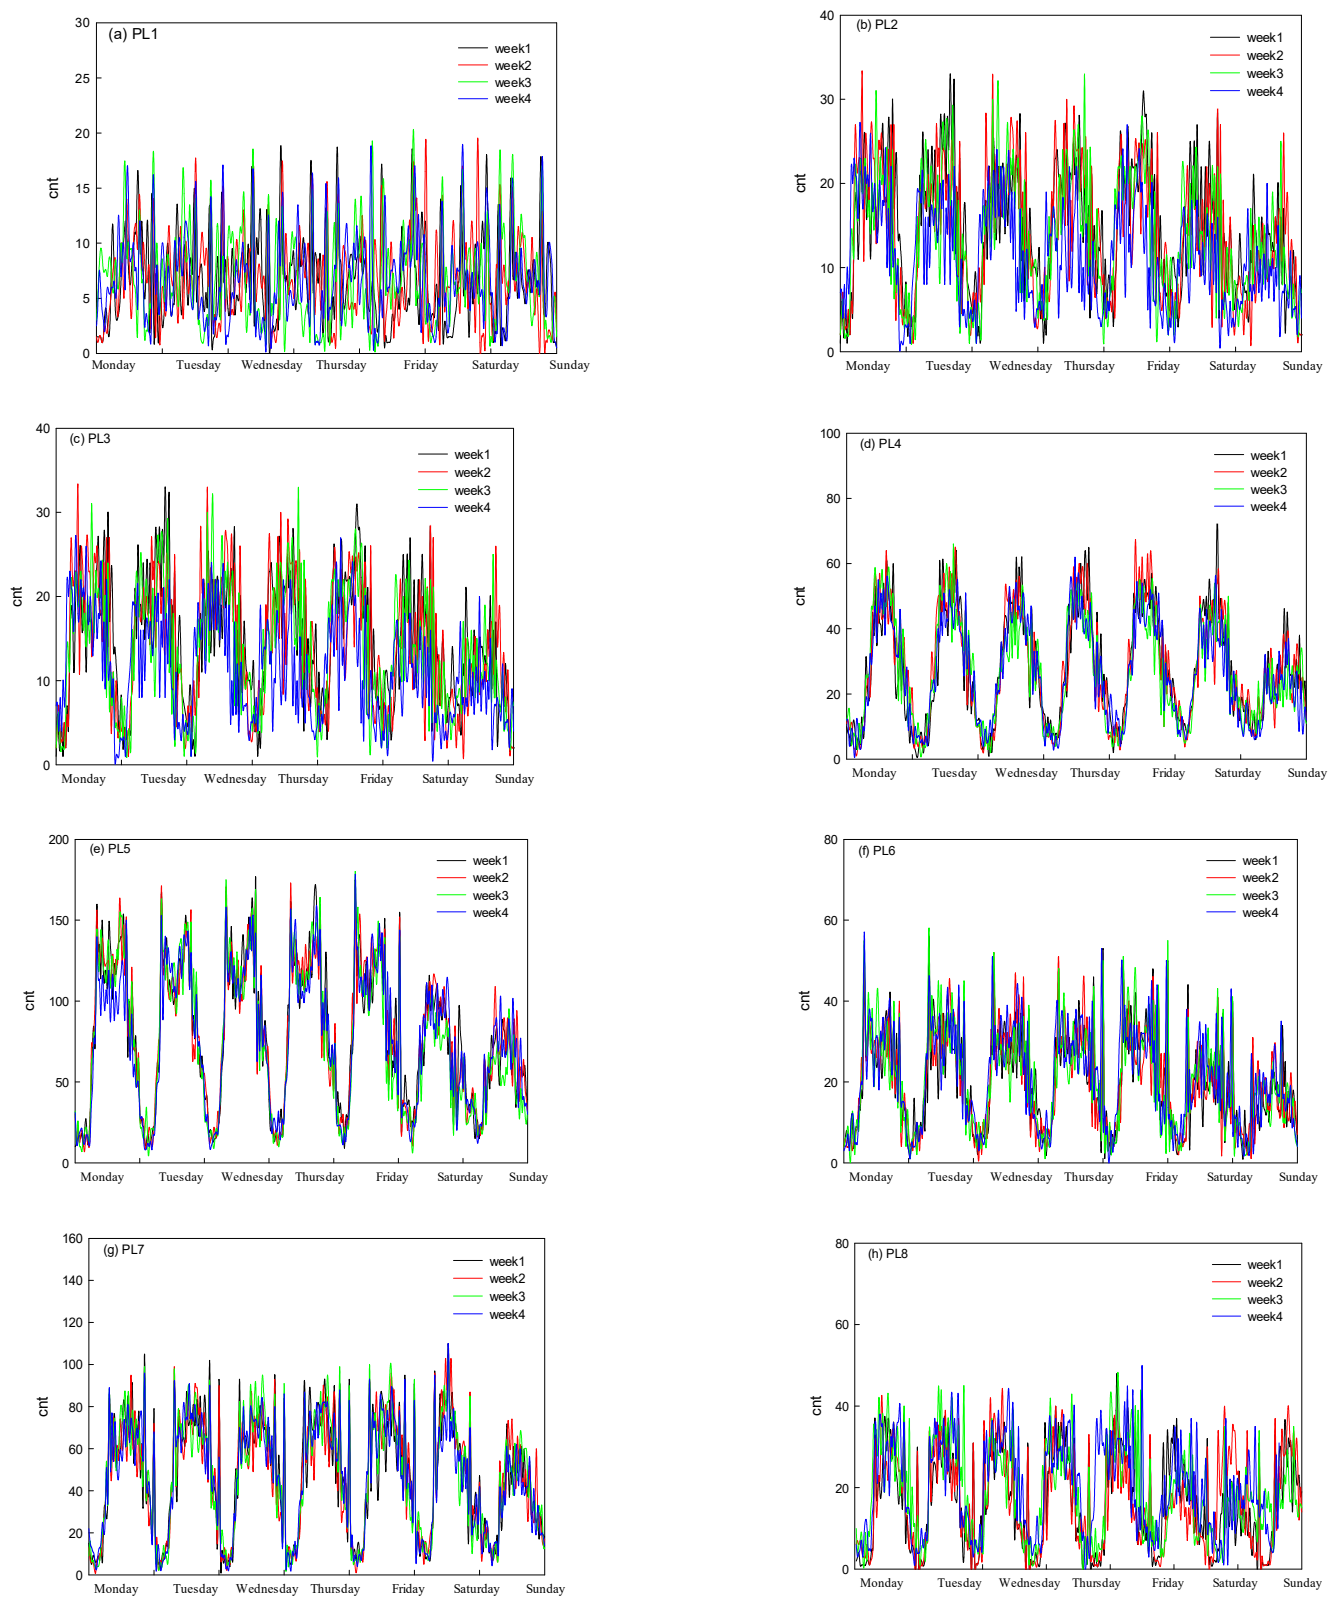 (a) PL1
week1
week2
week3
week4
cnt
30
25
20
15
10
5
0
Monday Tuesday Wednesday Thursday Friday Saturday Sunday
(b) PL2
week1
week2
week3
week4
cnt
40
30
20
10
0
Monday Tuesday Wednesday Thursday Friday Saturday Sunday
(c) PL3
week1
week2
week3
week4
cnt
40
30
20
10
0
Monday Tuesday Wednesday Thursday Friday Saturday Sunday
(d) PL4
week1
week2
week3
week4
cnt
100
80
60
40
20
0
Monday Tuesday Wednesday Thursday Friday Saturday Sunday
(e) PL5
week1
week2
week3
week4
cnt
200
150
100
50
0
Monday Tuesday Wednesday Thursday Friday Saturday Sunday
(f) PL6
week1
week2
week3
week4
cnt
80
60
40
20
0
Monday Tuesday Wednesday Thursday Friday Saturday Sunday
(g) PL7
week1
week2
week3
week4
cnt
160
140
120
100
80
60
40
20
0
Monday Tuesday Wednesday Thursday Friday Saturday Sunday
(h) PL8
week1
week2
week3
week4
cnt
80
60
40
20
0
Monday Tuesday Wednesday Thursday Friday Saturday Sunday